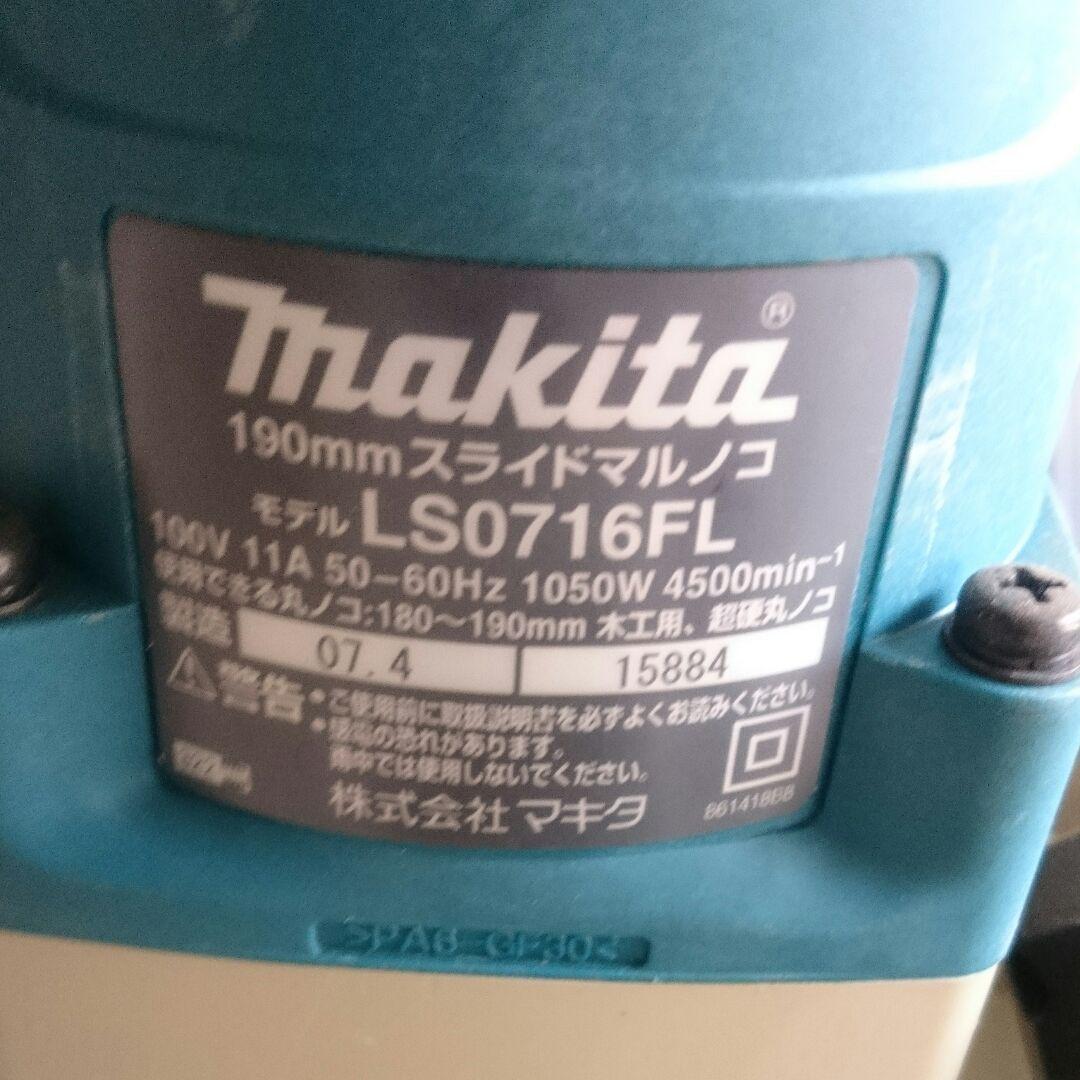 makita®
190mmスライドマルノコ
モデル LS0716FL
100V 11A 50-60Hz 1050W 4500min-1
使用できる丸ノコ:180～190mm 木工用、超硬丸ノコ
製造 07.4 15884
警告 •ご使用前に取扱説明書を必ずよくお読みください。
•感電の恐れがあります。
雨中では使用しないでください。
株式会社マキタ
861418B8